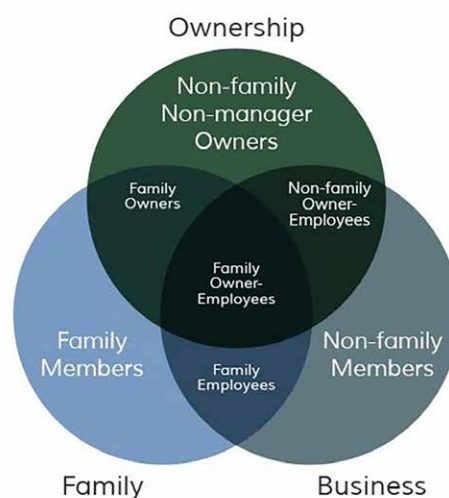 Ownership
Non-family
Non-manager
Owners
Family
Owners
Non-family
Owner-
Employees
Family
Owner-
Employees
Family
Members
Family
Employees
Non-family
Members
Family
Business